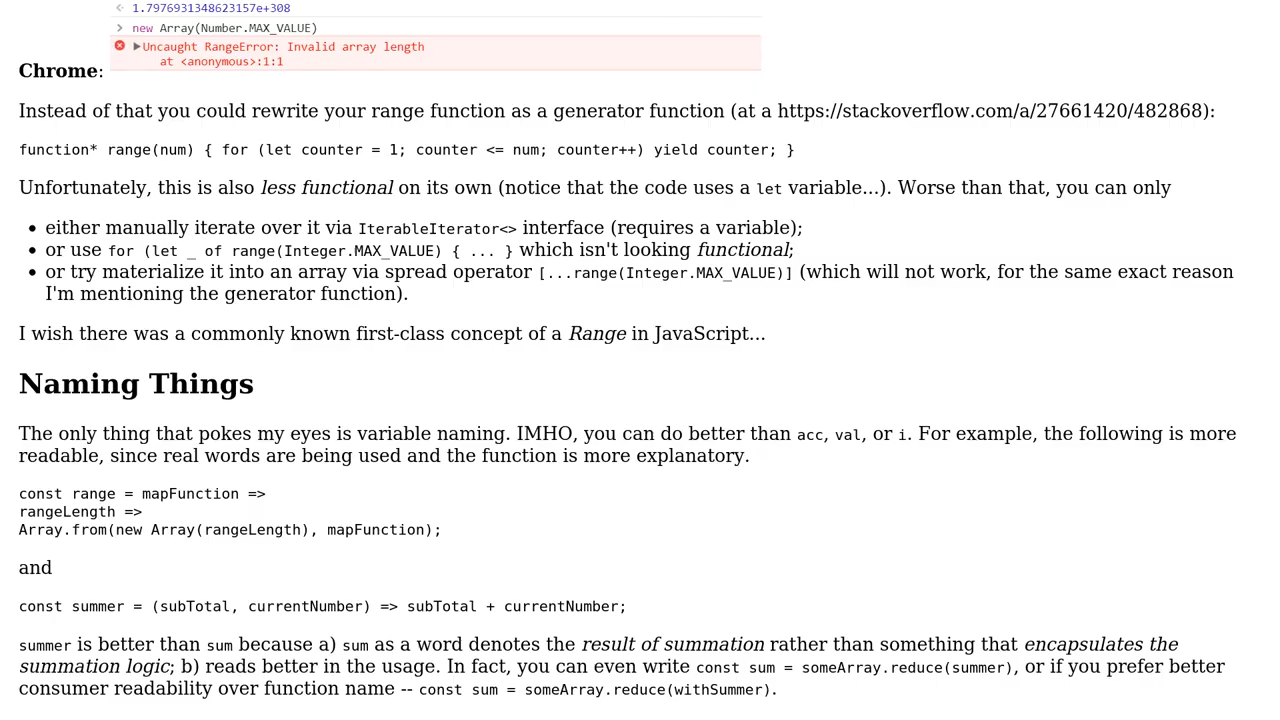 1.7976931348623157e+308
new Array(Number.MAX_VALUE)
Uncaught RangeError: Invalid array length
at <anonymous>:1:1
Chrome:
Instead of that you could rewrite your range function as a generator function (at a https://stackoverflow.com/a/27661420/482868):
function* range(num) { for (let counter = 1; counter <= num; counter++) yield counter; }
Unfortunately, this is also less functional on its own (notice that the code uses a let variable...). Worse than that, you can only
• either manually iterate over it via IterableIterator<> interface (requires a variable);
• or use for (let _ of range(Integer.MAX_VALUE) { ... } which isn't looking functional;
• or try materialize it into an array via spread operator [...range(Integer.MAX_VALUE)] (which will not work, for the same exact reason
I'm mentioning the generator function).
I wish there was a commonly known first-class concept of a Range in JavaScript...
Naming Things
The only thing that pokes my eyes is variable naming. IMHO, you can do better than acc, val, or i. For example, the following is more
readable, since real words are being used and the function is more explanatory.
const range = mapFunction =>
rangeLength =>
Array.from(new Array(rangeLength), mapFunction);
and
const summer = (subTotal, currentNumber) => subTotal + currentNumber;
summer is better than sum because a) sum as a word denotes the result of summation rather than something that encapsulates the
summation logic; b) reads better in the usage. In fact, you can even write const sum = someArray.reduce(summer), or if you prefer better
consumer readability over function name -- const sum = someArray.reduce(withSummer).